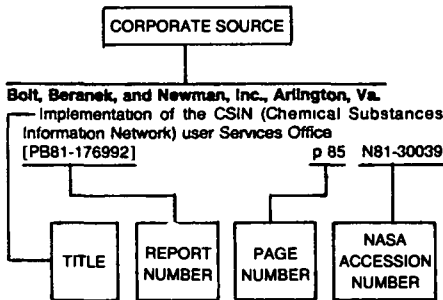 CORPORATE SOURCE
Bolt, Beranek, and Newman, Inc., Arlington, Va.
Implementation of the CSIN (Chemical Substances
Information Network) user Services Office
[PB81-176992] p 85 N81-30039
TITLE
REPORT
NUMBER
PAGE
NUMBER
NASA
ACCESSION
NUMBER